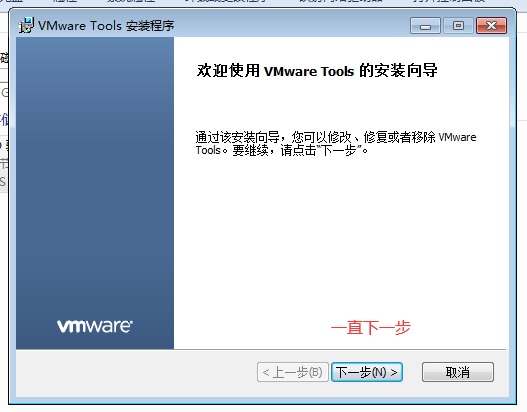 VMware Tools 安装程序
欢迎使用 VMware Tools 的安装向导
通过该安装向导，您可以修改、修复或者移除 VMware
Tools。要继续，请点击“下一步”。
vmware
一直下一步
< 上一步(B)
下一步(N) >
取消